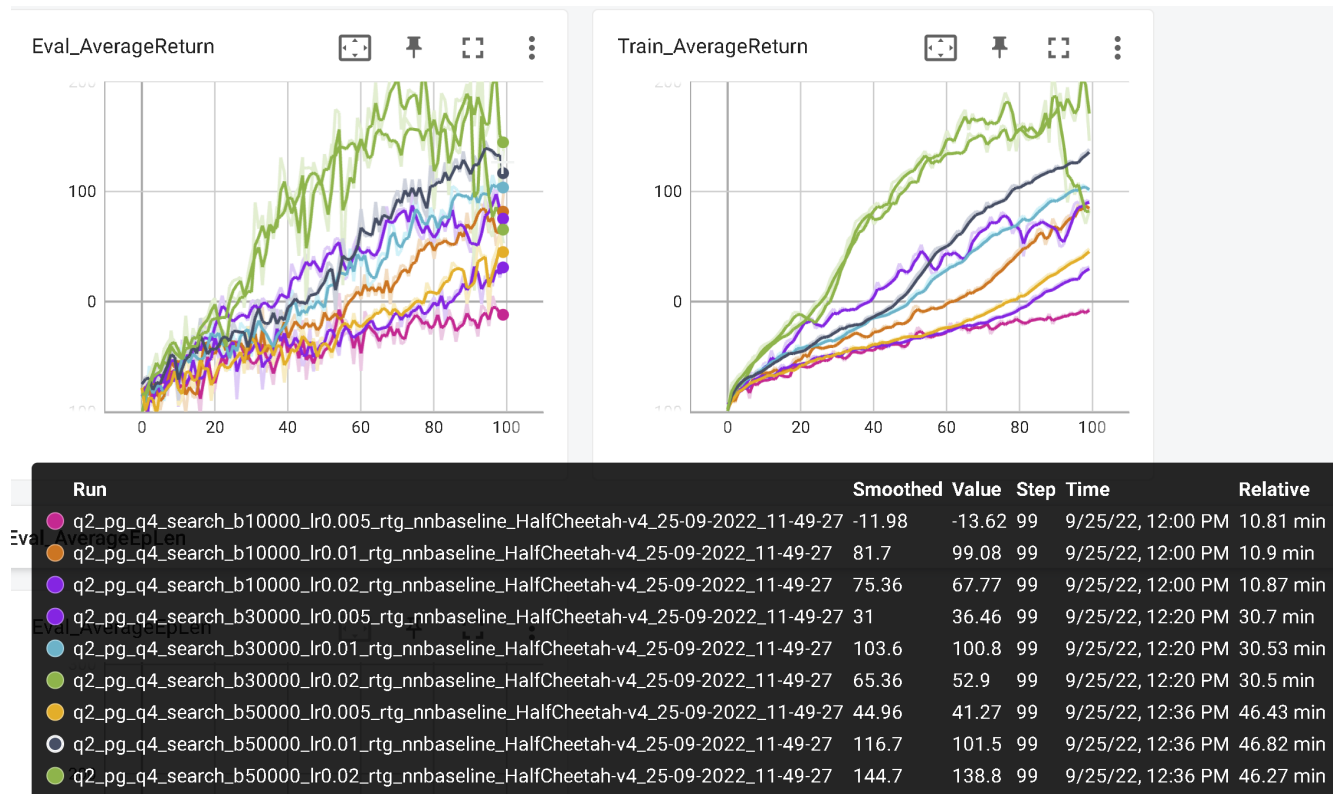 Eval_AverageReturn
Train_AverageReturn
200
200
100
100
0
0
100
100
0 20 40 60 80 100
0 20 40 60 80 100
Run Smoothed Value Step Time Relative
q2_pg_q4_search_b10000_lr0.005_rtg_nnbaseline_HalfCheetah-v4_25-09-2022_11-49-27 -11.98 -13.62 99 9/25/22, 12:00 PM 10.81 min
Eval_AverageEpLen
q2_pg_q4_search_b10000_lr0.01_rtg_nnbaseline_HalfCheetah-v4_25-09-2022_11-49-27 81.7 99.08 99 9/25/22, 12:00 PM 10.9 min
q2_pg_q4_search_b10000_lr0.02_rtg_nnbaseline_HalfCheetah-v4_25-09-2022_11-49-27 75.36 67.77 99 9/25/22, 12:00 PM 10.87 min
q2_pg_q4_search_b30000_lr0.005_rtg_nnbaseline_HalfCheetah-v4_25-09-2022_11-49-27 31 36.46 99 9/25/22, 12:20 PM 30.7 min
Eval_AverageEpLen
q2_pg_q4_search_b30000_lr0.01_rtg_nnbaseline_HalfCheetah-v4_25-09-2022_11-49-27 103.6 100.8 99 9/25/22, 12:20 PM 30.53 min
q2_pg_q4_search_b30000_lr0.02_rtg_nnbaseline_HalfCheetah-v4_25-09-2022_11-49-27 65.36 52.9 99 9/25/22, 12:20 PM 30.5 min
q2_pg_q4_search_b50000_lr0.005_rtg_nnbaseline_HalfCheetah-v4_25-09-2022_11-49-27 44.96 41.27 99 9/25/22, 12:36 PM 46.43 min
q2_pg_q4_search_b50000_lr0.01_rtg_nnbaseline_HalfCheetah-v4_25-09-2022_11-49-27 116.7 101.5 99 9/25/22, 12:36 PM 46.82 min
q2_pg_q4_search_b50000_lr0.02_rtg_nnbaseline_HalfCheetah-v4_25-09-2022_11-49-27 144.7 138.8 99 9/25/22, 12:36 PM 46.27 min